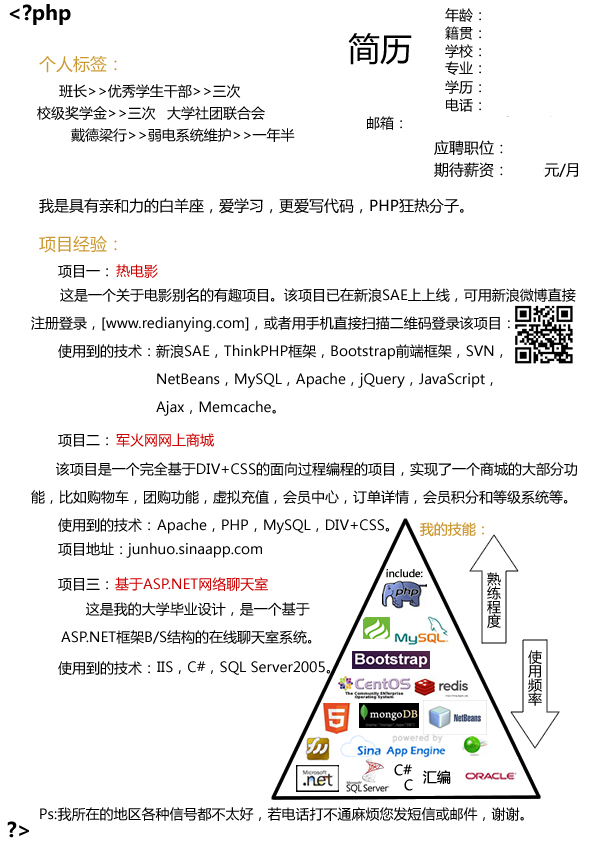 <?php
简历
年龄：
籍贯：
学校：
专业：
学历：
电话：
邮箱：
应聘职位：
期待薪资： 元/月
个人标签：
班长>>优秀学生干部>>三次
校级奖学金>>三次 大学社团联合会
戴德梁行>>弱电系统维护>>一年半
我是具有亲和力的白羊座，爱学习，更爱写代码，PHP狂热分子。
项目经验：
项目一：热电影
这是一个关于电影别名的有趣项目。该项目已在新浪SAE上上线，可用新浪微博直接
注册登录，[www.redianying.com]，或者用手机直接扫描二维码登录该项目：
使用到的技术：新浪SAE，ThinkPHP框架，Bootstrap前端框架，SVN，
NetBeans，MySQL，Apache，jQuery，JavaScript，
Ajax，Memcache。
项目二：军火网网上商城
该项目是一个完全基于DIV+CSS的面向过程编程的项目，实现了一个商城的大部分功
能，比如购物车，团购功能，虚拟充值，会员中心，订单详情，会员积分和等级系统等。
使用到的技术：Apache，PHP，MySQL，DIV+CSS。
项目地址：junhuo.sinaapp.com
项目三：基于ASP.NET网络聊天室
这是我的大学毕业设计，是一个基于
ASP.NET框架B/S结构的在线聊天室系统。
使用到的技术：IIS，C#，SQL Server2005。
我的技能：
include:
php
MySQL
Bootstrap
CentOS
The Community Enterprise
Operating System
redis
5
mongoDB
NetBeans
powered by
Sina App Engine
Microsoft
.net
Microsoft
SQL Server
C#
C
汇编
ORACLE
熟练程度
使用频率
Ps:我所在的地区各种信号都不太好，若电话打不通麻烦您发短信或邮件，谢谢。
?>